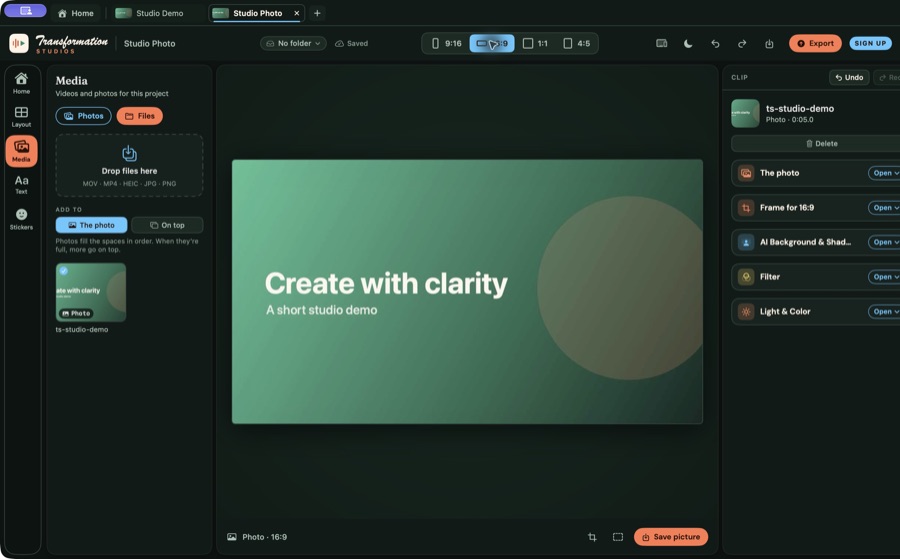 Home
Studio Demo
Studio Photo
Transformation
STUDIOS
Studio Photo
No folder
Saved
9:16
1:1
4:5
Export
SIGN UP
Home
Layout
Media
Aa
Text
Stickers
Media
Videos and photos for this project
Photos
Files
Drop files here
MOV · MP4 · HEIC · JPG · PNG
ADD TO
The photo
On top
Photos fill the spaces in order. When they're
full, more go on top.
ate with clarity
Photo
ts-studio-demo
Create with clarity
A short studio demo
Photo · 16:9
Save picture
CLIP
Undo
ts-studio-demo
Photo · 0:05.0
Delete
The photo
Open
Frame for 16:9
Open
AI Background & Shad...
Open
Filter
Open
Light & Color
Open